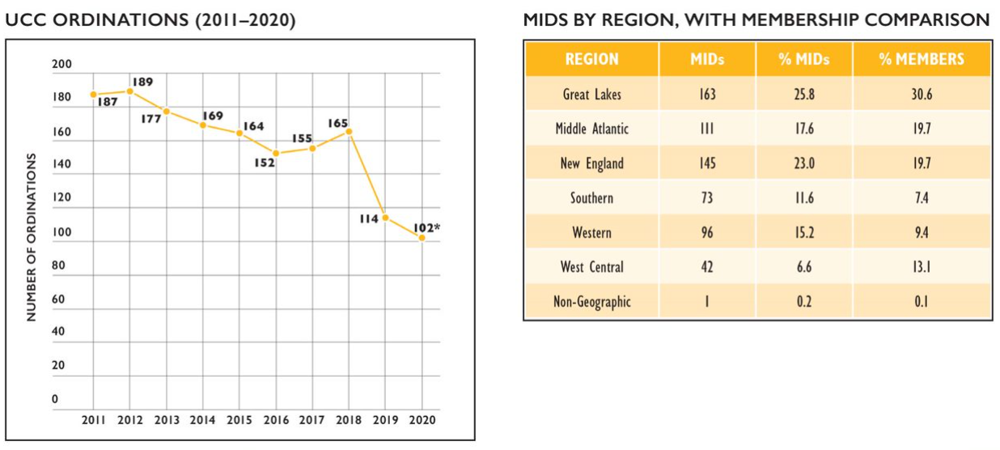 UCC ORDINATIONS (2011–2020)
200
180
160
140
120
100
80
60
40
20
0
NUMBER OF ORDINATIONS
187
189
177
169
164
152
155
165
114
102*
2011 2012 2013 2014 2015 2016 2017 2018 2019 2020
MIDS BY REGION, WITH MEMBERSHIP COMPARISON
REGION MIDs % MIDs % MEMBERS
Great Lakes 163 25.8 30.6
Middle Atlantic 111 17.6 19.7
New England 145 23.0 19.7
Southern 73 11.6 7.4
Western 96 15.2 9.4
West Central 42 6.6 13.1
Non-Geographic 1 0.2 0.1